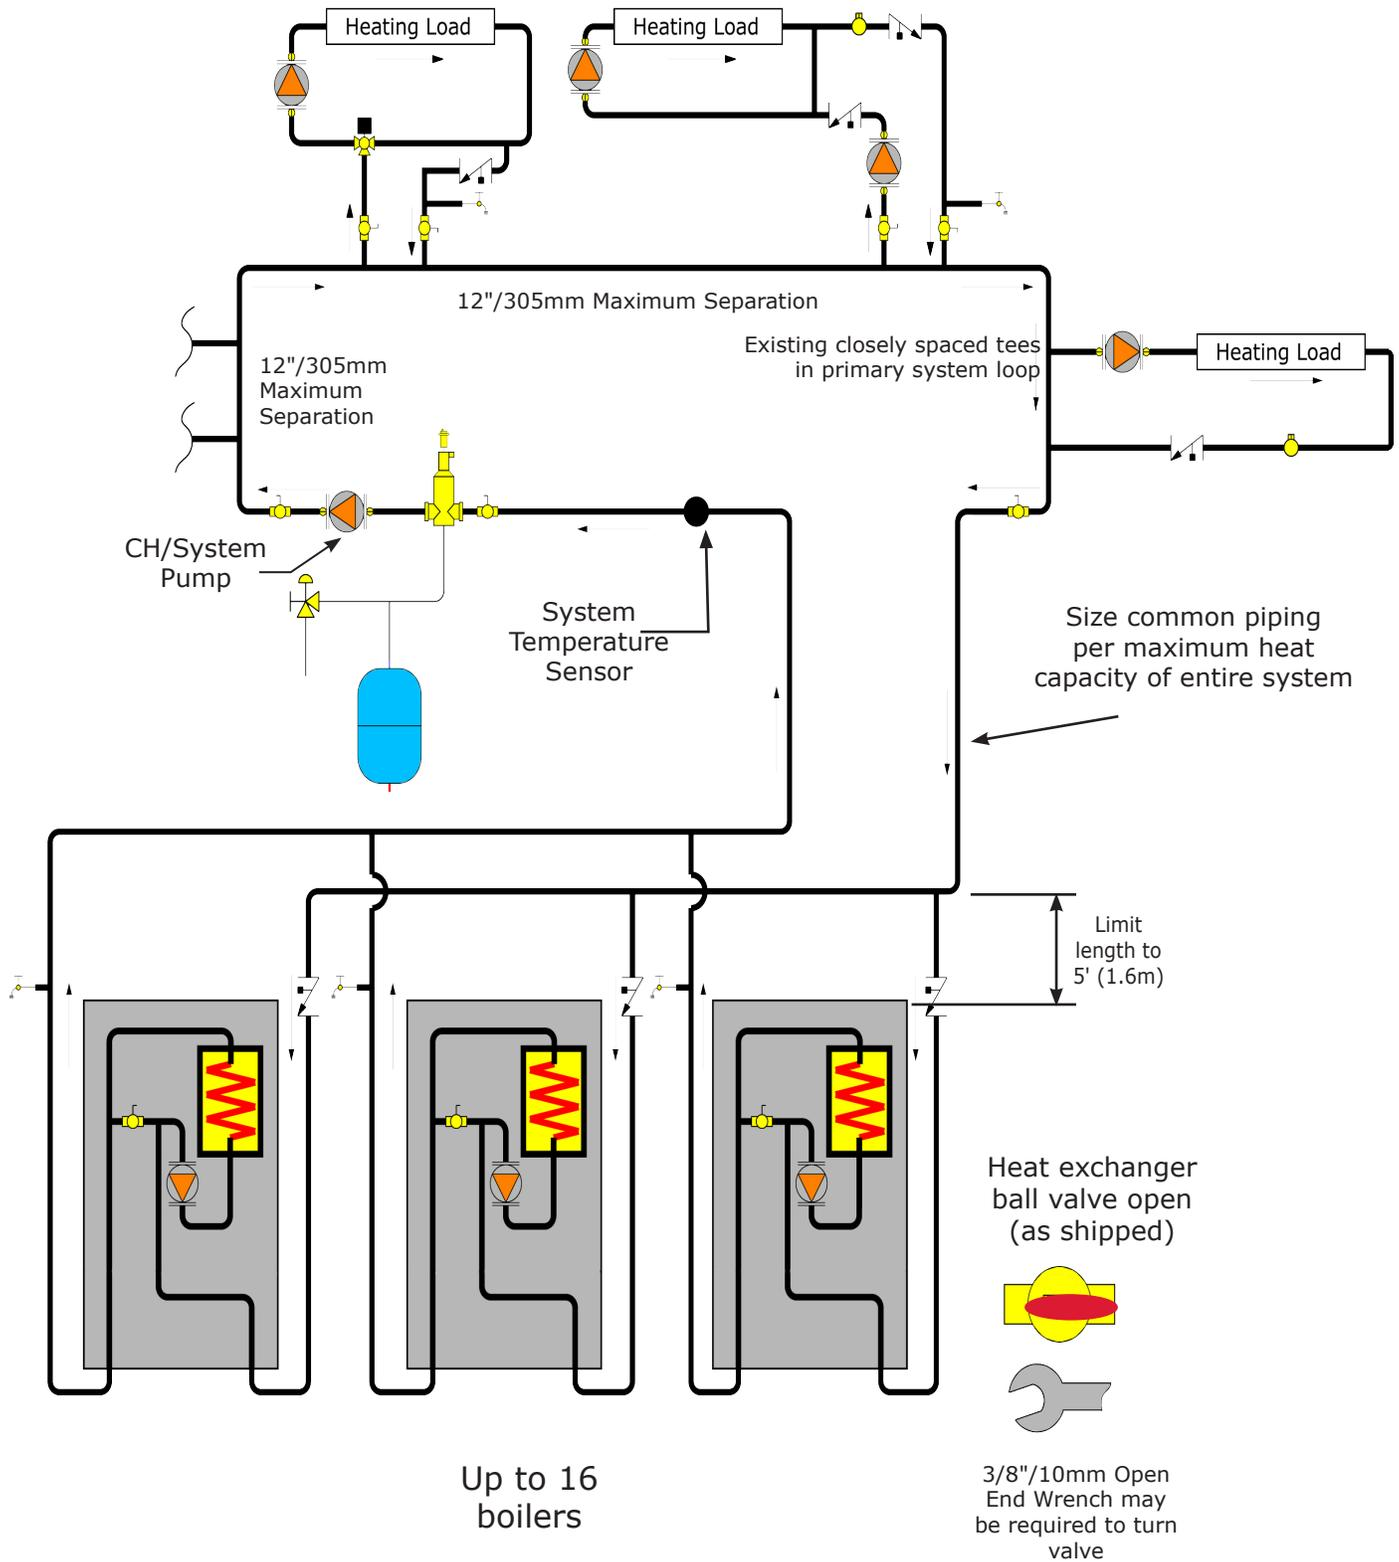 Heating Load
Heating Load
12"/305mm Maximum Separation
Existing closely spaced tees
in primary system loop
Heating Load
12"/305mm
Maximum
Separation
CH/System
Pump
System
Temperature
Sensor
Size common piping
per maximum heat
capacity of entire system
Limit
length to
5' (1.6m)
Heat exchanger
ball valve open
(as shipped)
Up to 16
boilers
3/8"/10mm Open
End Wrench may
be required to turn
valve